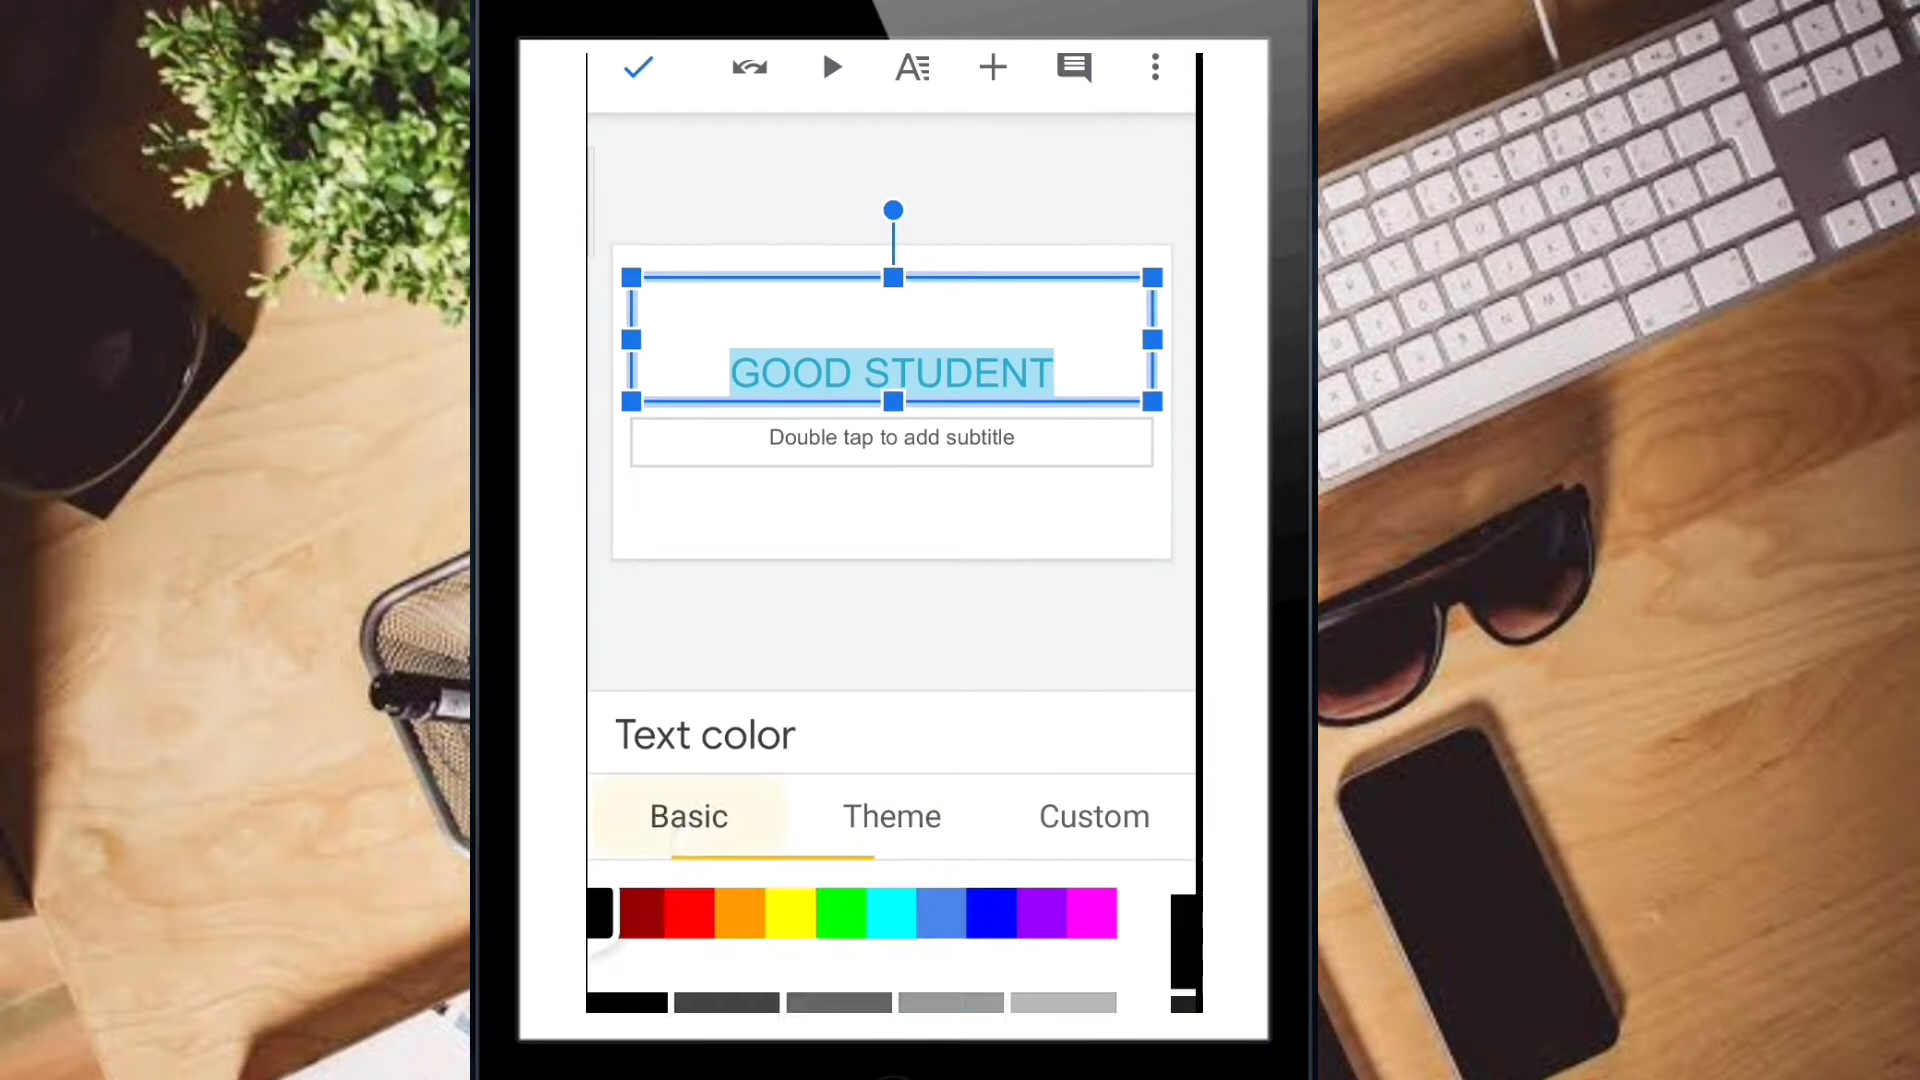 GOOD STUDENT
Double tap to add subtitle
Text color
Basic
Theme
Custom